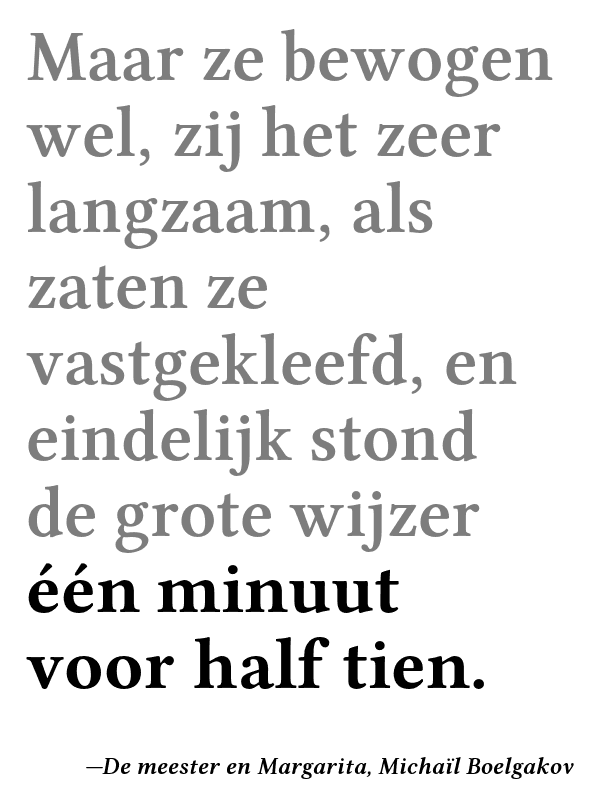 Maar ze bewogen
wel, zij het zeer
langzaam, als
zaten ze
vastgekleefd, en
eindelijk stond
de grote wijzer
één minuut
voor half tien.
—De meester en Margarita, Michaïl Boelgakov